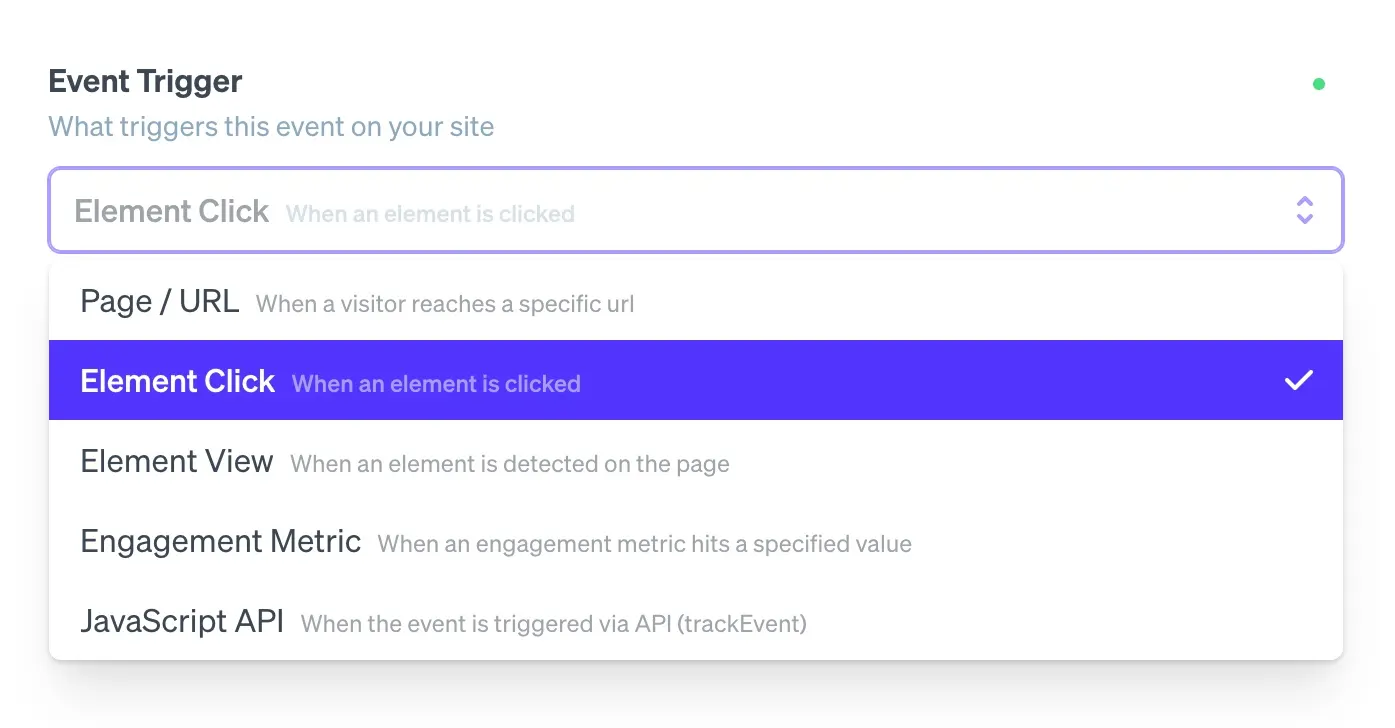 Event Trigger
What triggers this event on your site
Element Click When an element is clicked
Page / URL When a visitor reaches a specific url
Element Click When an element is clicked
Element View When an element is detected on the page
Engagement Metric When an engagement metric hits a specified value
JavaScript API When the event is triggered via API (trackEvent)